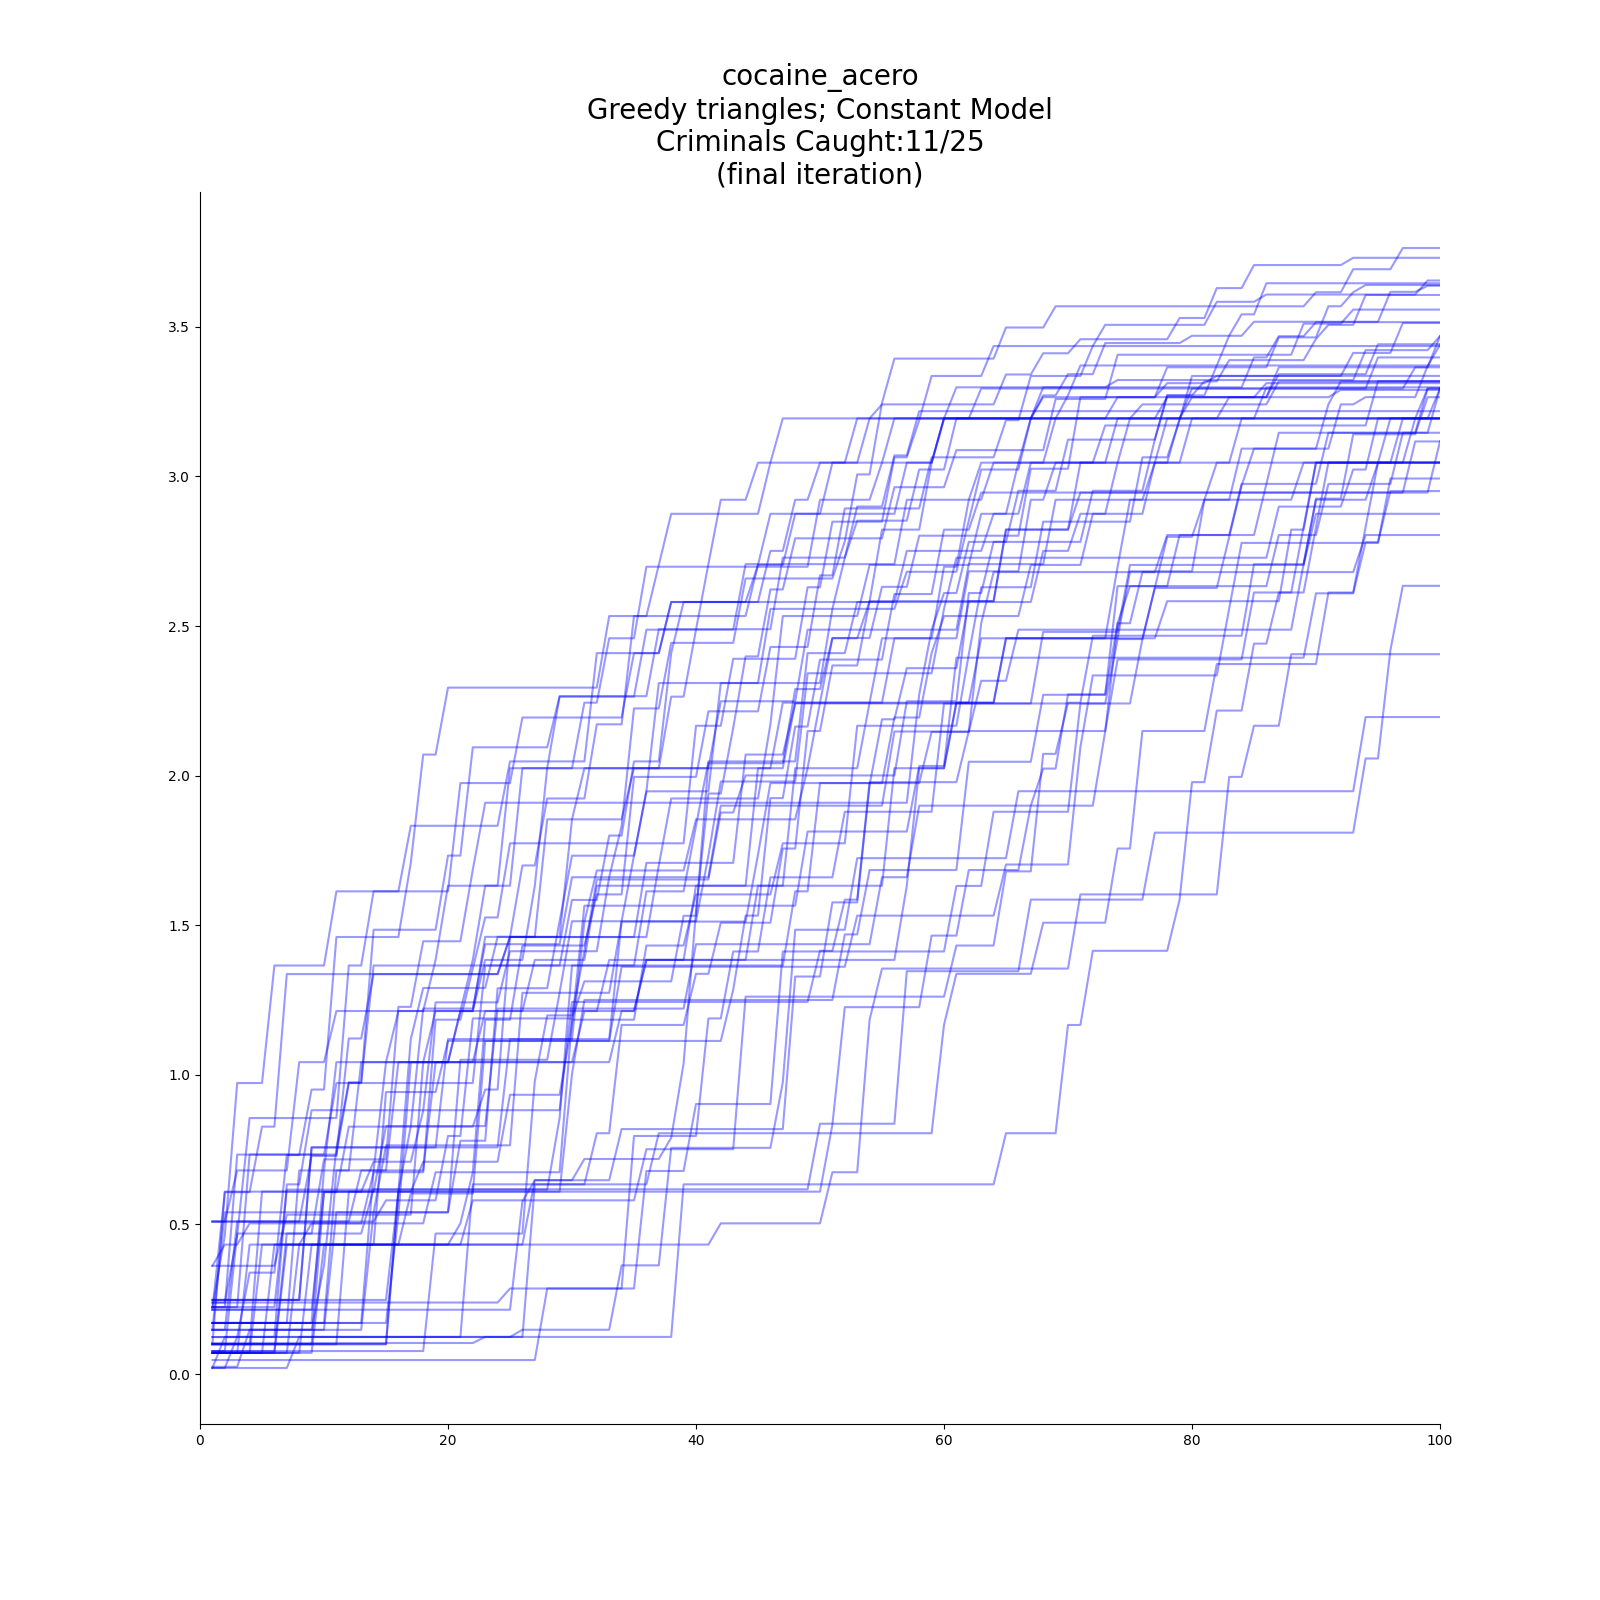 cocaine_acero
Greedy triangles; Constant Model
Criminals Caught:11/25
(final iteration)
3.5
3.0
2.5
2.0
1.5
1.0
0.5
0.0
0 20 40 60 80 100